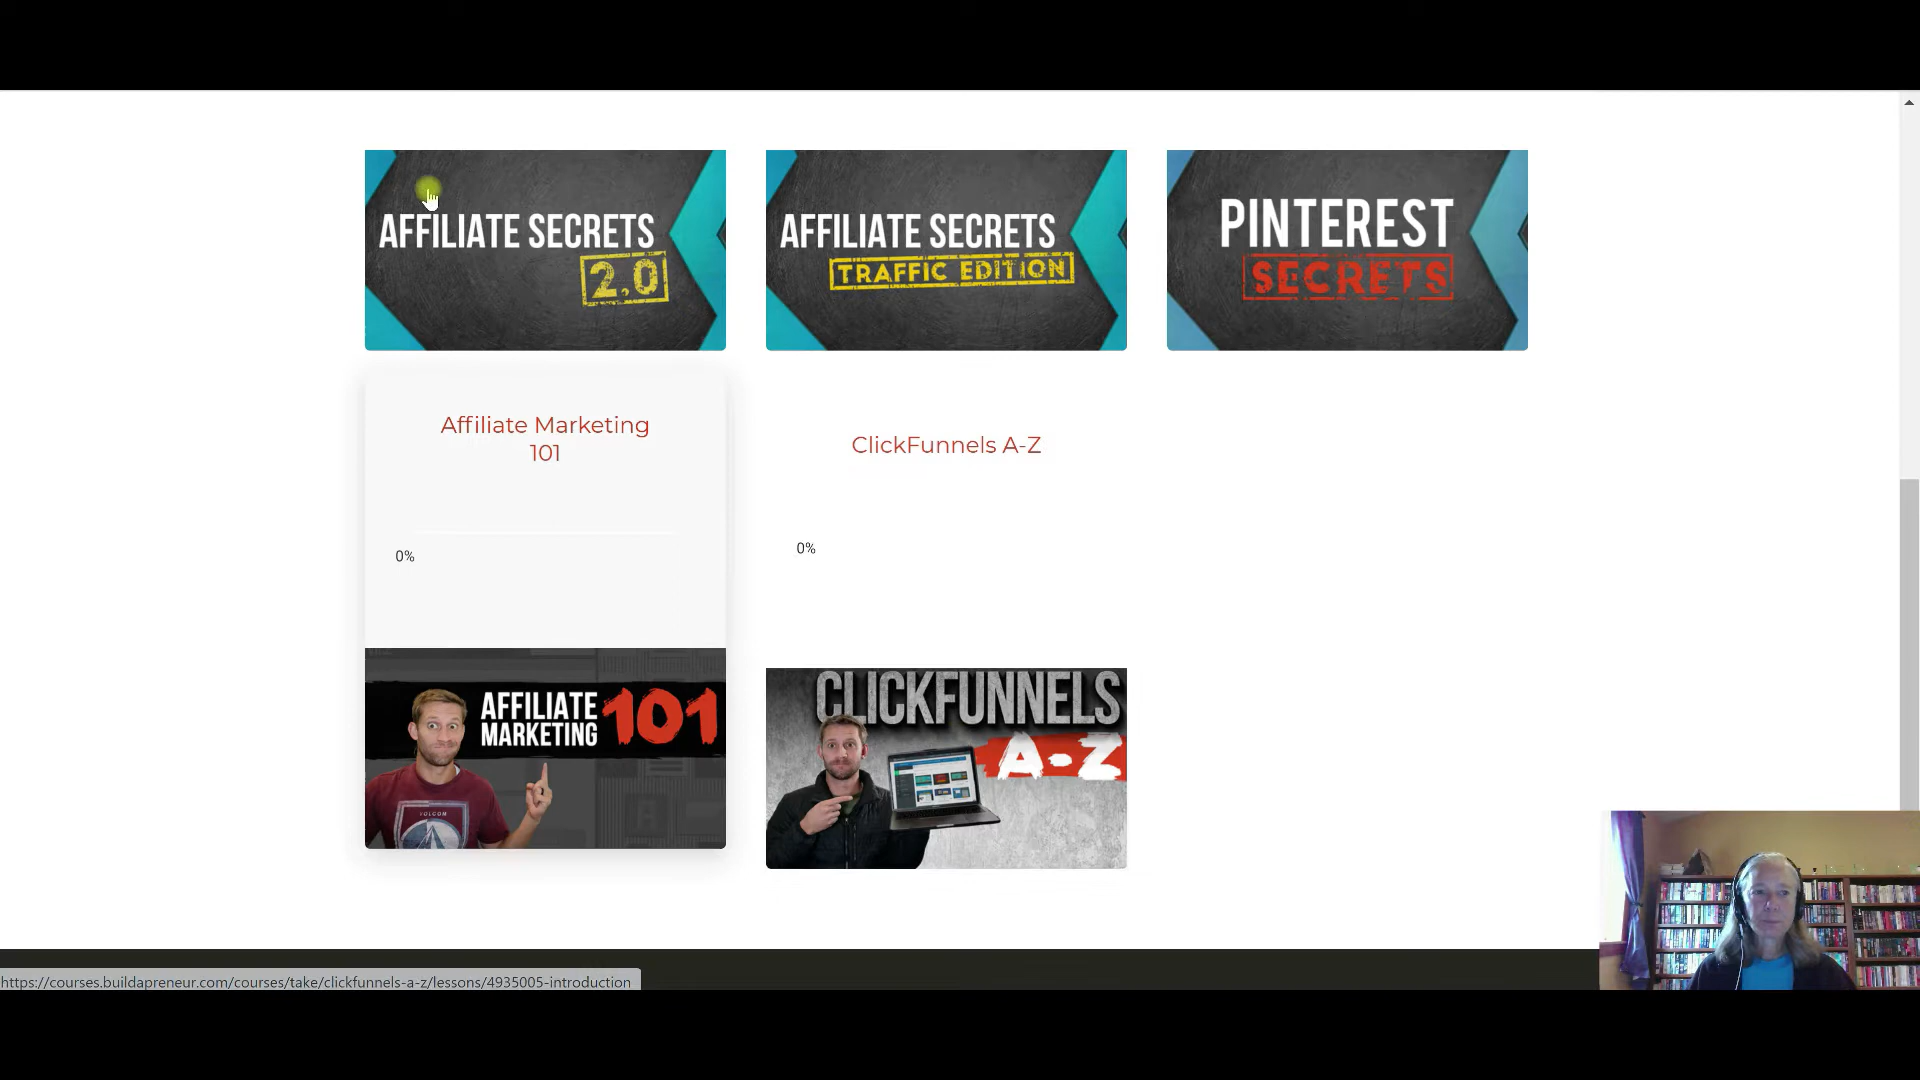 AFFILIATE SECRETS
2.0
AFFILIATE SECRETS
TRAFFIC EDITION
PINTEREST
SECRETS
Affiliate Marketing
101
0%
ClickFunnels A-Z
0%
AFFILIATE
MARKETING
101
VOLCOM
CLICKFUNNELS
A-Z
https://courses.buildapreneur.com/courses/take/clickfunnels-a-z/lessons/4935005-introduction